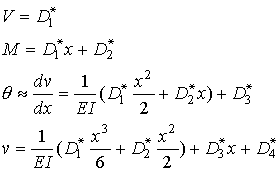 V = D₁*
M = D₁*x + D₂*
θ ≈ dv/dx = 1/EI (D₁* x²/2 + D₂*x) + D₃*
v = 1/EI (D₁* x³/6 + D₂* x²/2) + D₃*x + D₄*